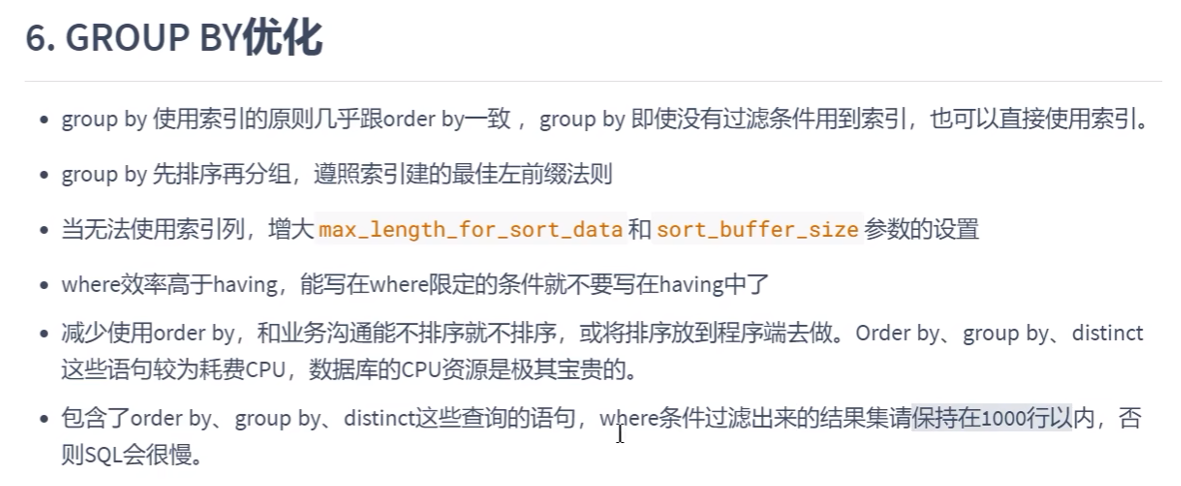 6. GROUP BY优化
group by 使用索引的原则几乎跟order by一致 ，group by 即使没有过滤条件用到索引，也可以直接使用索引。
group by 先排序再分组，遵照索引建的最佳左前缀法则
当无法使用索引列，增大 max_length_for_sort_data 和 sort_buffer_size 参数的设置
where效率高于having，能写在where限定的条件就不要写在having中了
减少使用order by，和业务沟通能不排序就不排序，或将排序放到程序端去做。Order by、group by、distinct
这些语句较为耗费CPU，数据库的CPU资源是极其宝贵的。
包含了order by、group by、distinct这些查询的语句，where条件过滤出来的结果集请保持在1000行以内，否
则SQL会很慢。